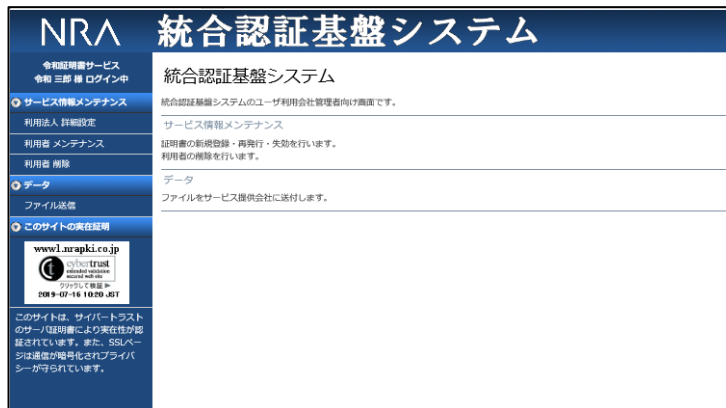 NRA 統合認証基盤システム
令和証明書サービス
令和 三郎 様 ログイン中
サービス情報メンテナンス
利用法人 詳細設定
利用者 メンテナンス
利用者 削除
データ
ファイル送信
このサイトの実在証明
www1.nrapki.co.jp
cybertrust
extended validation
secured web site
クリックして検証
2019-07-16 10:20 JST
このサイトは、サイバートラスト
のサーバ証明書により実在性が認
証されています。また、SSLペー
ジは通信が暗号化されプライバ
シーが守られています。
統合認証基盤システム
統合認証基盤システムのユーザ利用会社管理者向け画面です。
サービス情報メンテナンス
証明書の新規登録・再発行・失効を行います。
利用者の削除を行います。
データ
ファイルをサービス提供会社に送付します。